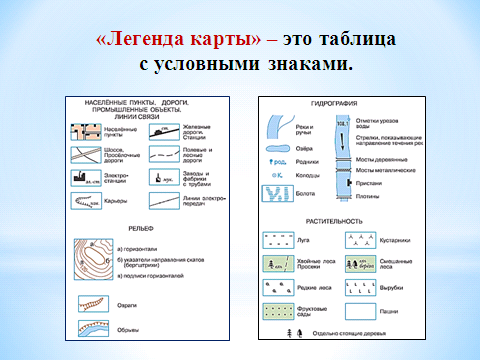 «Легенда карты» – это таблица
с условными знаками.
НАСЕЛЁННЫЕ ПУНКТЫ. ДОРОГИ.
ПРОМЫШЛЕННЫЕ ОБЪЕКТЫ.
ЛИНИИ СВЯЗИ
Населённые
пункты
Железные
дороги.
Станции
Шоссе.
Просёлочные
дороги
Полевые и
лесные
дороги
эл.-ст.
Электро-
станции
Заводы и
фабрики
с трубами
Карьеры
Линии электро-
передач
РЕЛЬЕФ
а) горизонтали
б) указатели направления скатов
(бергштрихи)
в) подписи горизонталей
Овраги
Обрывы
ГИДРОГРАФИЯ
Реки и
ручьи
Озёра
род.
Родники
К.
Колодцы
Болота
Отметки урезов
воды
Стрелки, показывающие
направление течения рек
Мосты деревянные
Мосты металлические
Пристани
Плотины
РАСТИТЕЛЬНОСТЬ
Луга
Кустарники
Хвойные леса
Просеки
Смешанные
леса
Редкие леса
Вырубки
Фруктовые
сады
Пашни
Отдельно стоящие деревья